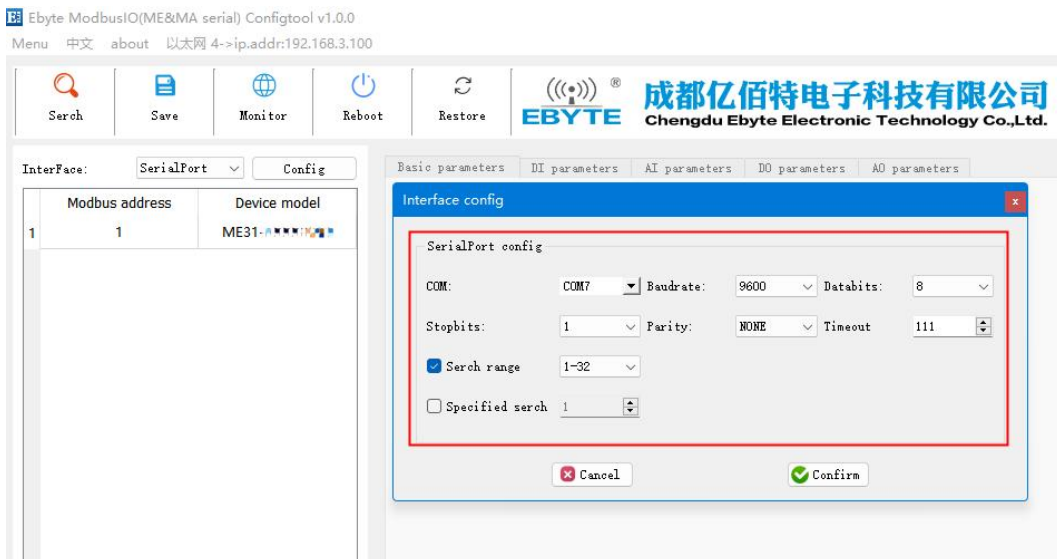 Ebyte ModbusIO(ME&MA serial) Configtool v1.0.0
Menu 中文 about 以太网 4->ip.addr:192.168.3.100
Serch Save Monitor Reboot Restore
((•)) ®
EBYTE
成都亿佰特电子科技有限公司
Chengdu Ebyte Electronic Technology Co.,Ltd.
InterFace: SerialPort Config
Modbus address Device model
1 1 ME31-
Basic parameters DI parameters AI parameters DO parameters AO parameters
Interface config x
SerialPort config
COM: COM7 Baudrate: 9600 Databits: 8
Stopbits: 1 Parity: NONE Timeout 111
Serch range 1-32
Specified serch 1
Cancel Confirm